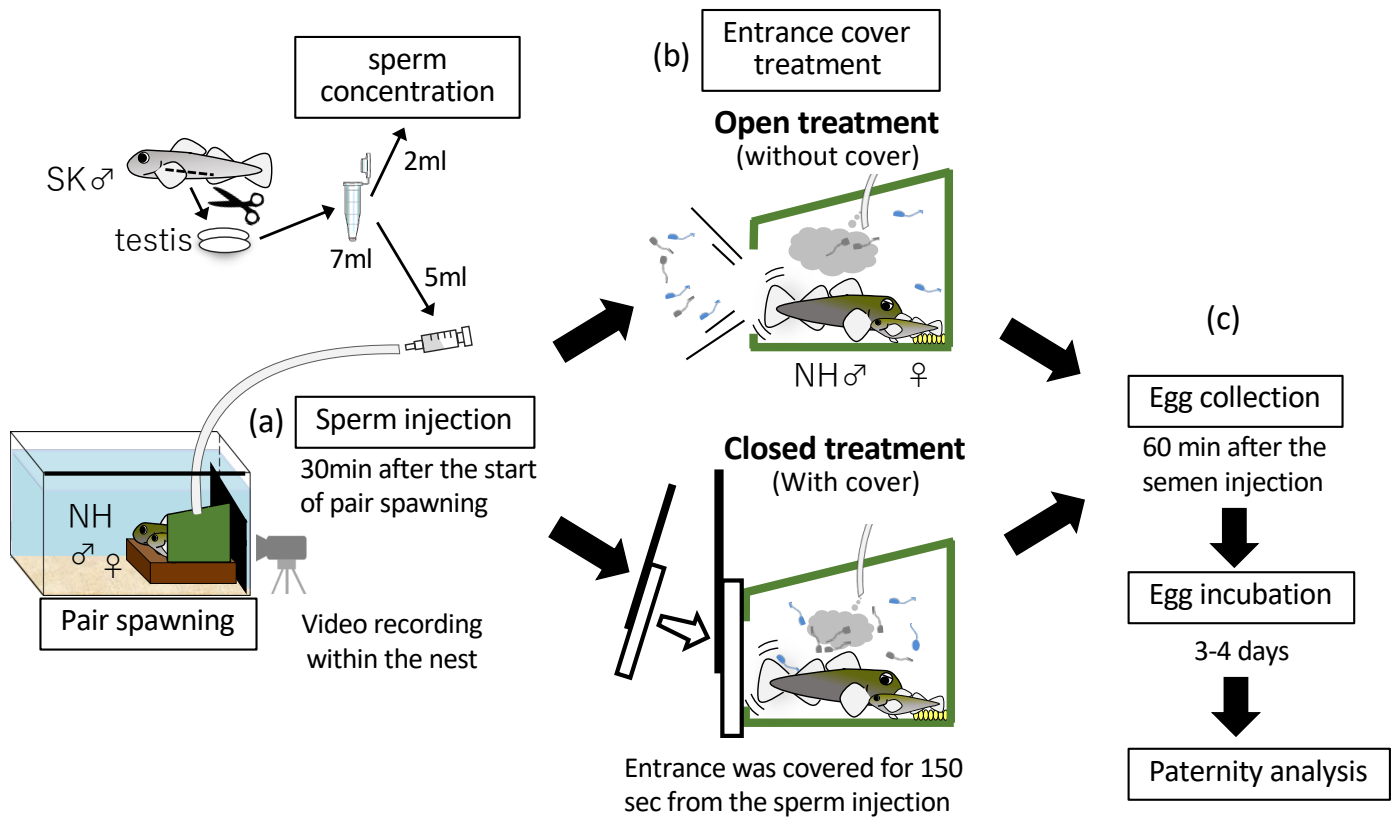 sperm
concentration
SK♂
testis
7ml
2ml
5ml
(a)
Sperm injection
30min after the start
of pair spawning
NH
♂ ♀
Pair spawning
Video recording
within the nest
(b)
Entrance cover
treatment
Open treatment
(without cover)
NH♂ ♀
Closed treatment
(With cover)
Entrance was covered for 150
sec from the sperm injection
(c)
Egg collection
60 min after the
semen injection
Egg incubation
3-4 days
Paternity analysis